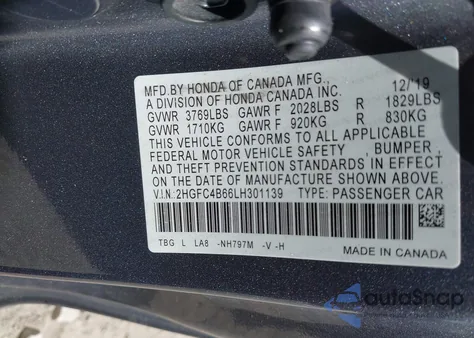 MFD.BY HONDA OF CANADA MFG., 12/'19
A DIVISION OF HONDA CANADA INC.
GVWR 3769LBS GAWR F 2028LBS R 1829LBS
GVWR 1710KG GAWR F 920KG R 830KG
THIS VEHICLE CONFORMS TO ALL APPLICABLE
FEDERAL MOTOR VEHICLE SAFETY , BUMPER ,
AND THEFT PREVENTION STANDARDS IN EFFECT
ON THE DATE OF MANUFACTURE SHOWN ABOVE.
V.I.N: 2HGFC4B66LH301139 TYPE: PASSENGER CAR
TBG L LA8 -NH797M -V -H
MADE IN CANADA
autoSnap